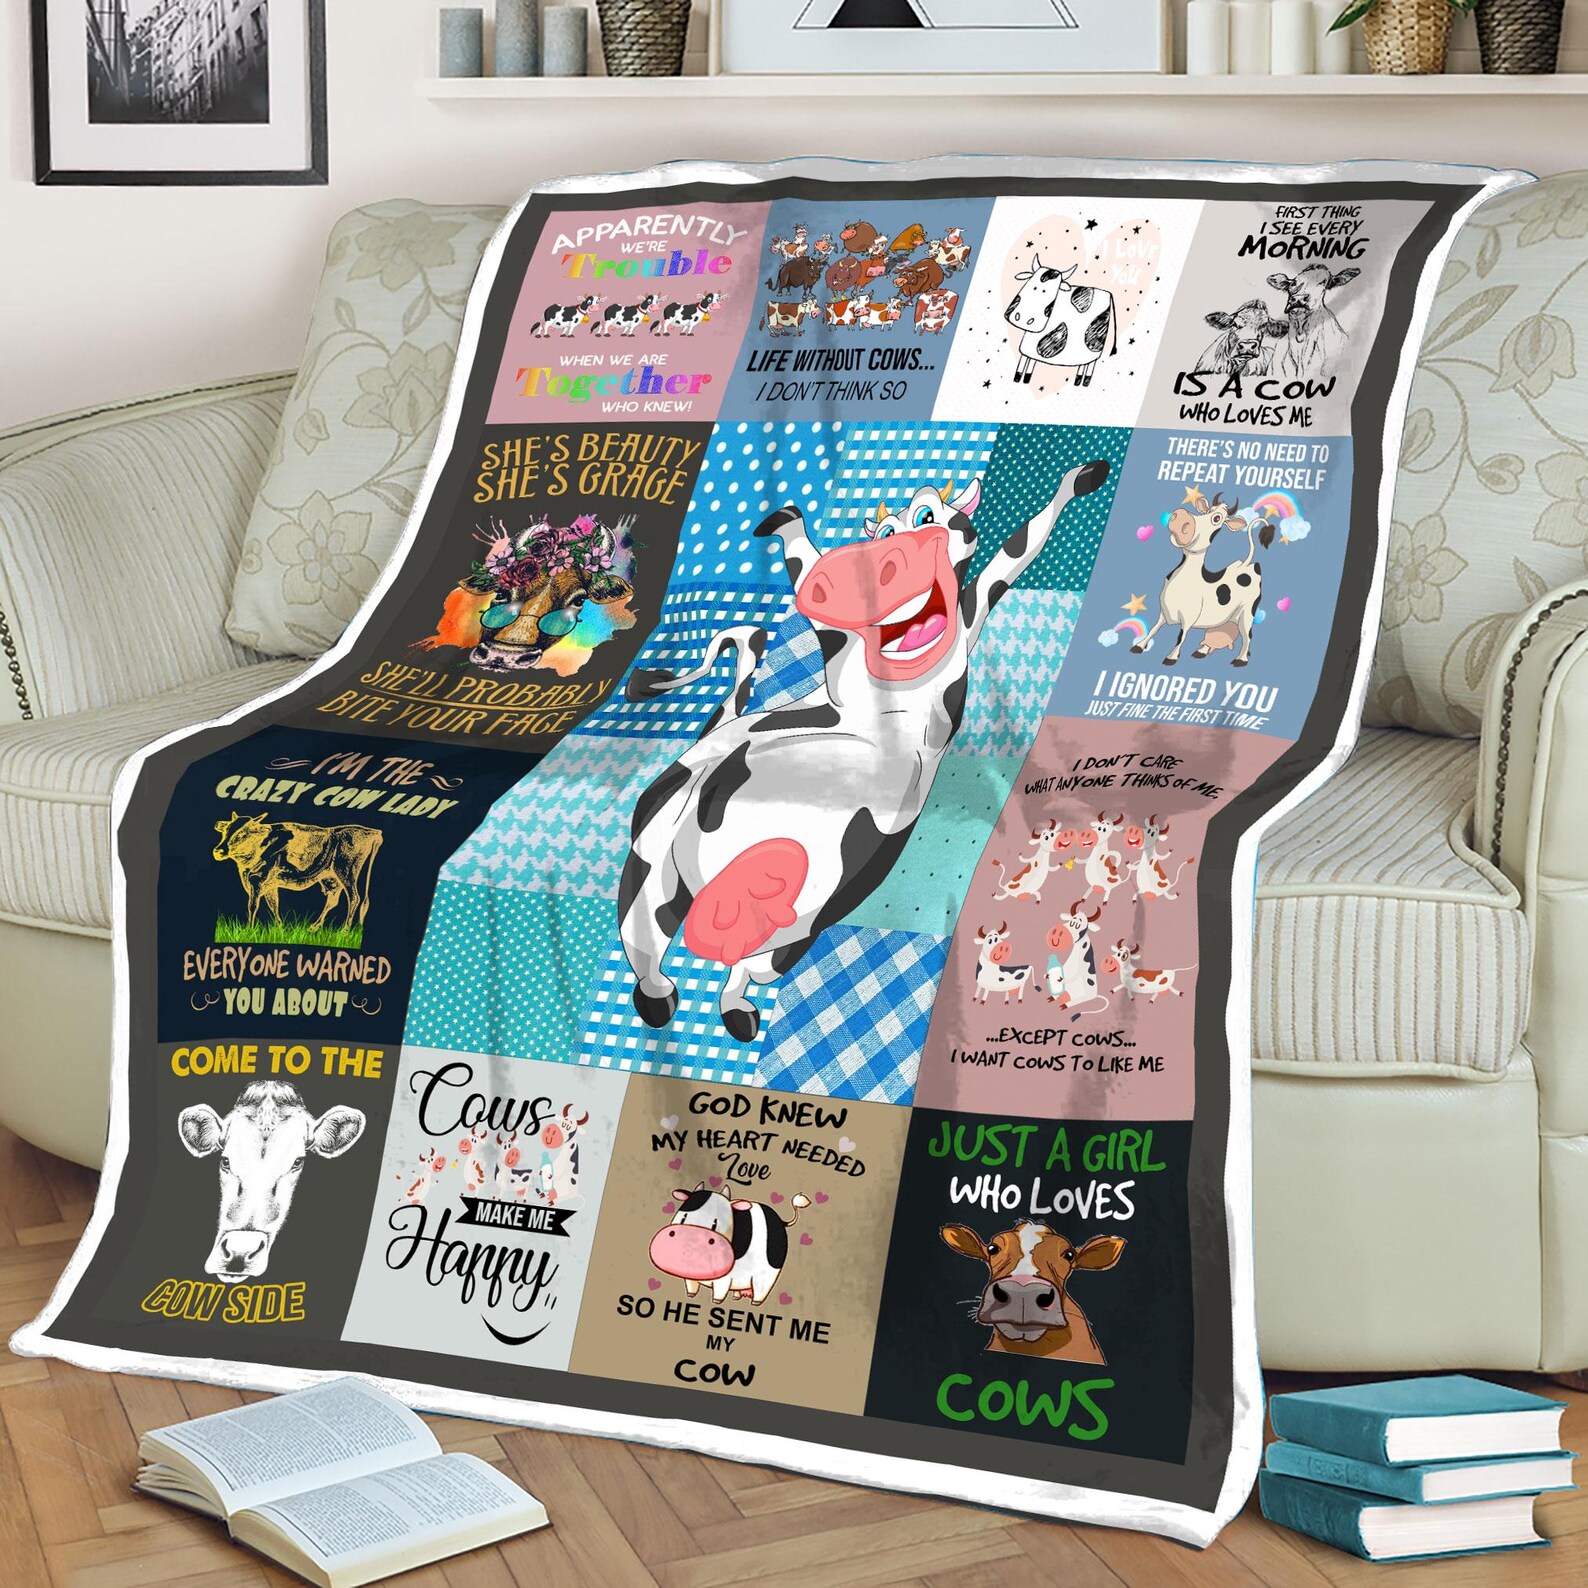 APPARENTLY
WE'RE
Trouble
WHEN WE ARE
Together
WHO KNEW!
LIFE WITHOUT COWS...
I DON'T THINK SO
I Love
You
FIRST THING
I SEE EVERY
MORNING
IS A COW
WHO LOVES ME
SHE'S BEAUTY
SHE'S GRACE
SHE'LL PROBABLY
BITE YOUR FACE
THERE'S NO NEED TO
REPEAT YOURSELF
I IGNORED YOU
JUST FINE THE FIRST TIME
I'M THE
CRAZY COW LADY
EVERYONE WARNED
YOU ABOUT
I DON'T CARE
WHAT ANYONE THINKS OF ME,
...EXCEPT COWS...
I WANT COWS TO LIKE ME
COME TO THE
COW SIDE
Cows
MAKE ME
Happy
GOD KNEW
MY HEART NEEDED
Love
SO HE SENT ME
MY
COW
JUST A GIRL
WHO LOVES
COWS